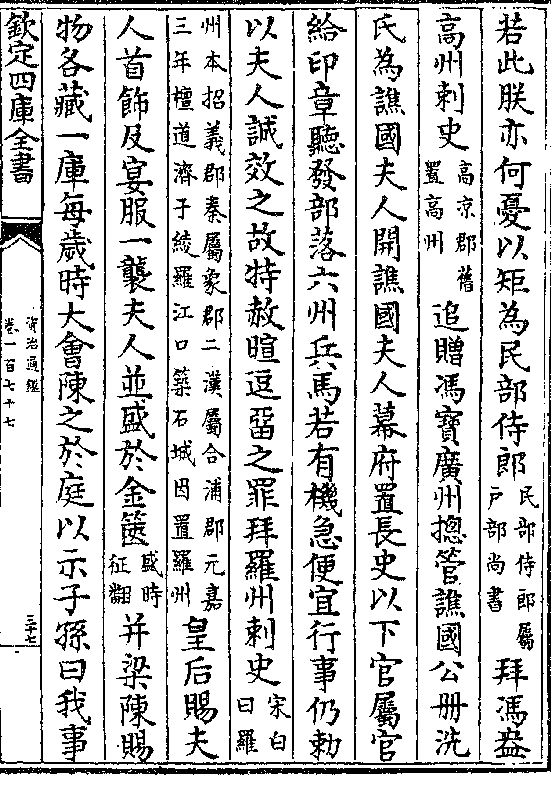 若此朕亦何憂以矩為民部侍郎民部侍郎屬戶部尚書拜馮盎
高州刺史高京郡舊置高州追贈馮寶廣州摠管譙國公冊洗
氏為譙國夫人開譙國夫人幕府置長史以下官屬官
給印章聽發部落六州兵馬若有機急便宜行事仍勅
以夫人誠效之故特赦暄逗畱之罪拜羅州刺史宋白曰羅
州本招義郡秦屬象郡二漢屬合浦郡元嘉三年檀道濟于綾羅江口築石城因置羅州皇后賜夫
人首飾及宴服一襲夫人並盛於金篋盛時征翻并梁陳賜
物各藏一庫每歲時大會陳之於庭以示子孫曰我事
欽定四庫全書
資治通鑑
卷一百七十七
三十七